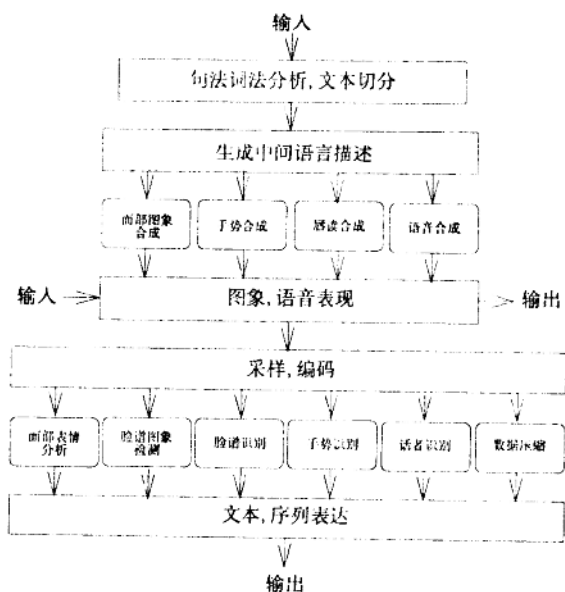 输入
句法词法分析, 文本切分
生成中间语言描述
面部图象
合成
手势合成
唇读合成
语音合成
输入
图象, 语音表现
输出
采样, 编码
面部表情
分析
脸谱图象
检测
脸谱识别
手势识别
话者识别
数据压缩
文本, 序列表达
输出